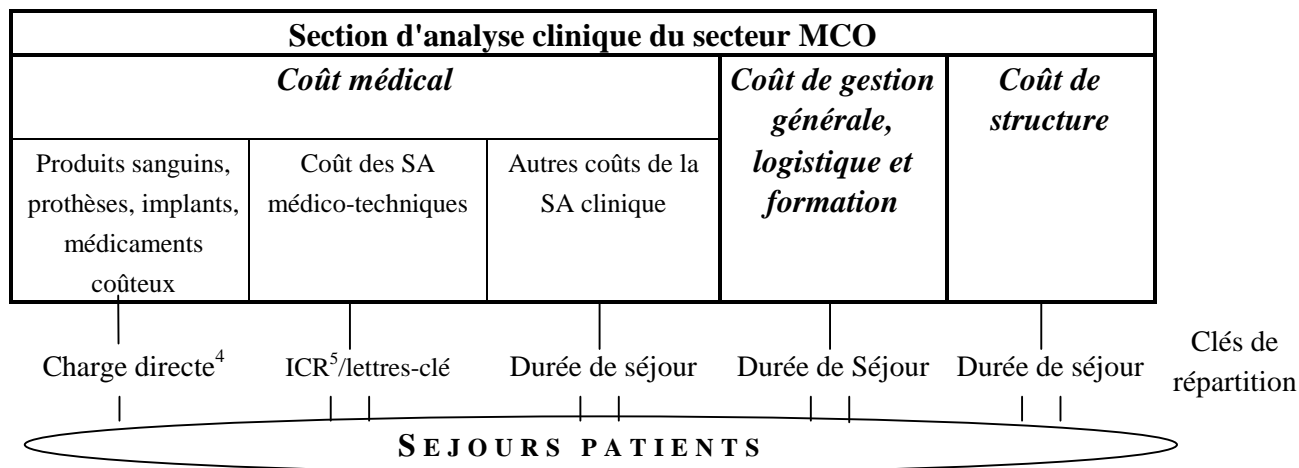 Section d'analyse clinique du secteur MCO
Coût médical
Coût de gestion
générale,
logistique et
formation
Coût de
structure
Produits sanguins,
prothèses, implants,
médicaments
coûteux
Coût des SA
médico-techniques
Autres coûts de la
SA clinique
Charge directe4
ICR5/lettres-clé
Durée de séjour
Durée de Séjour
Durée de séjour
Clés de
répartition
SEJOURS PATIENTS